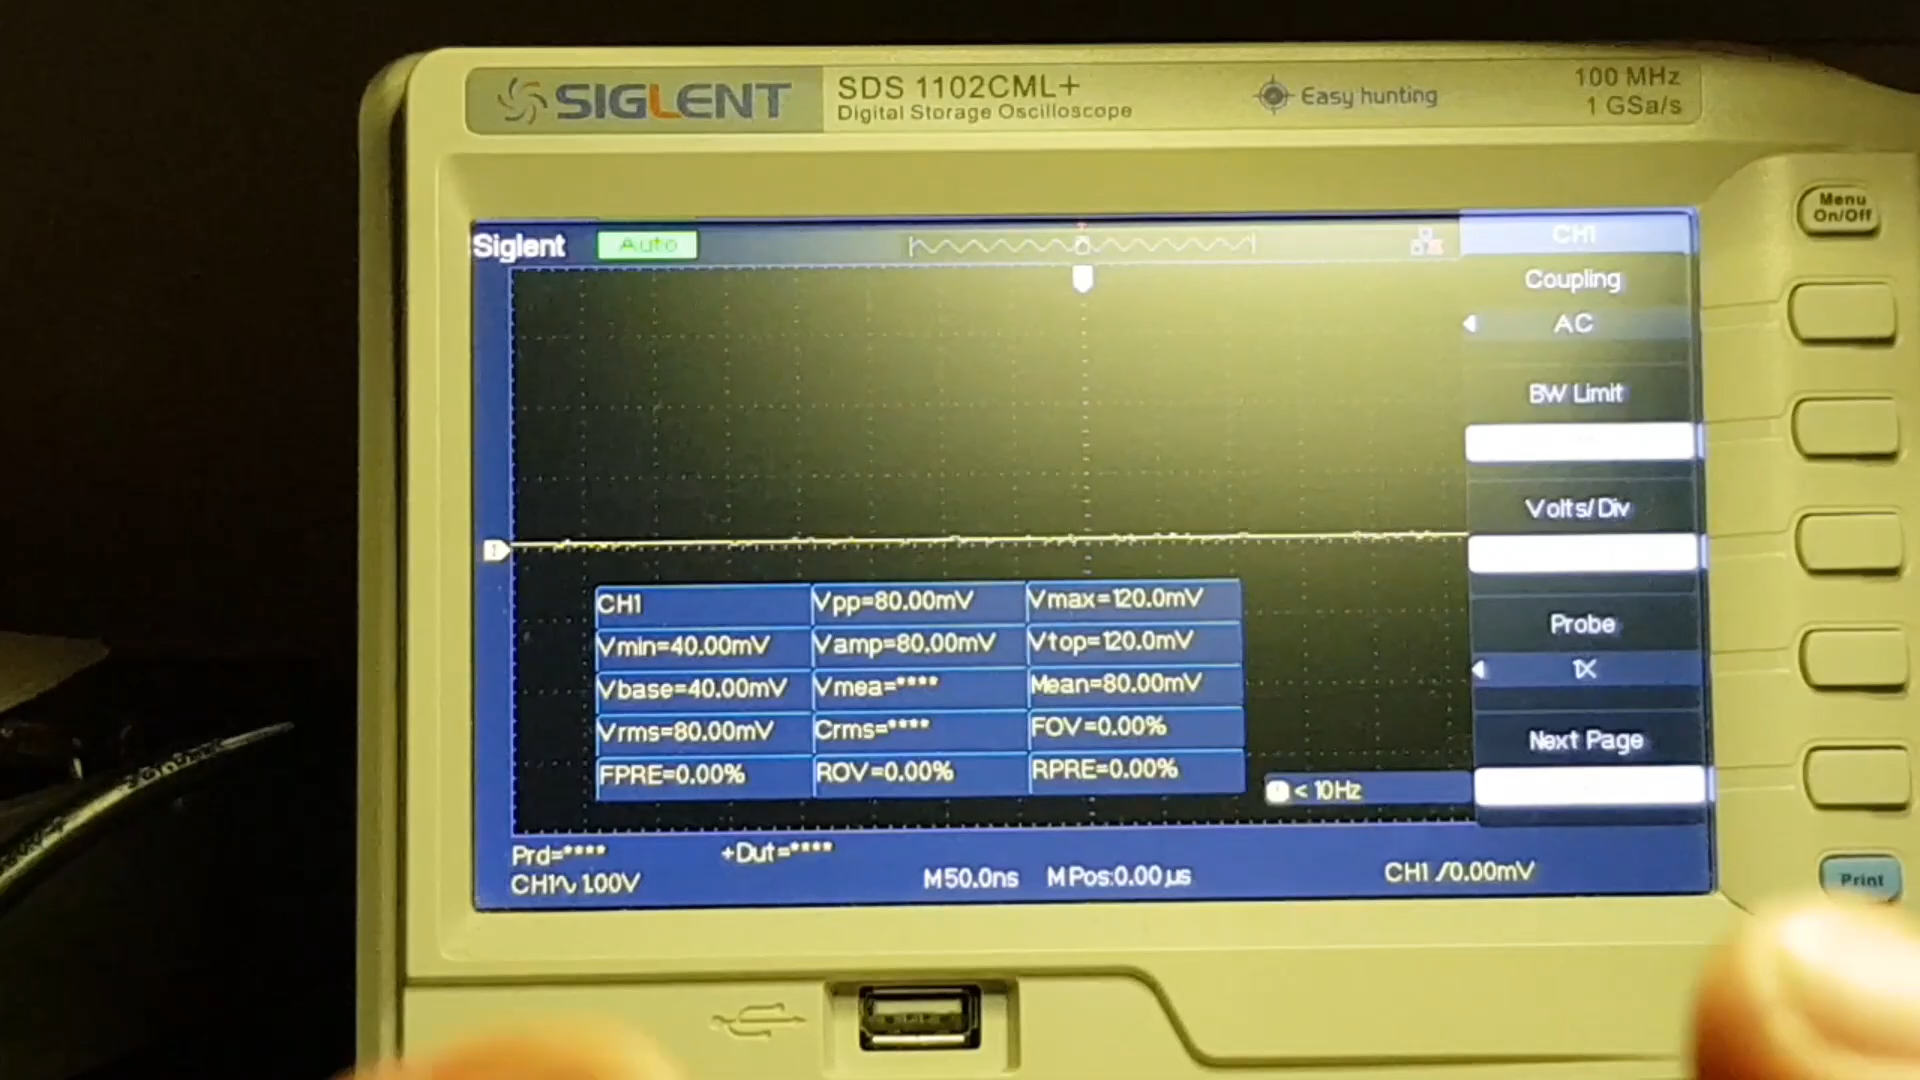 SIGLENT
SDS 1102CML+
Digital Storage Oscilloscope
Easy hunting
100 MHz
1 GSa/s
Menu
On/Off
Siglent
Auto
CH1
Coupling
AC
BW Limit
Volts/Div
Probe
1X
Next Page
1
CH1 Vpp=80.00mV Vmax=120.0mV
Vmin=40.00mV Vamp=80.00mV Vtop=120.0mV
Vbase=40.00mV Vmea=**** Mean=80.00mV
Vrms=80.00mV Crms=**** FOV=0.00%
FPRE=0.00% ROV=0.00% RPRE=0.00%
< 10Hz
Prd=**** +Dut=****
CH1∿ 1.00V M50.0ns M Pos:0.00µs CH1 /0.00mV
Print